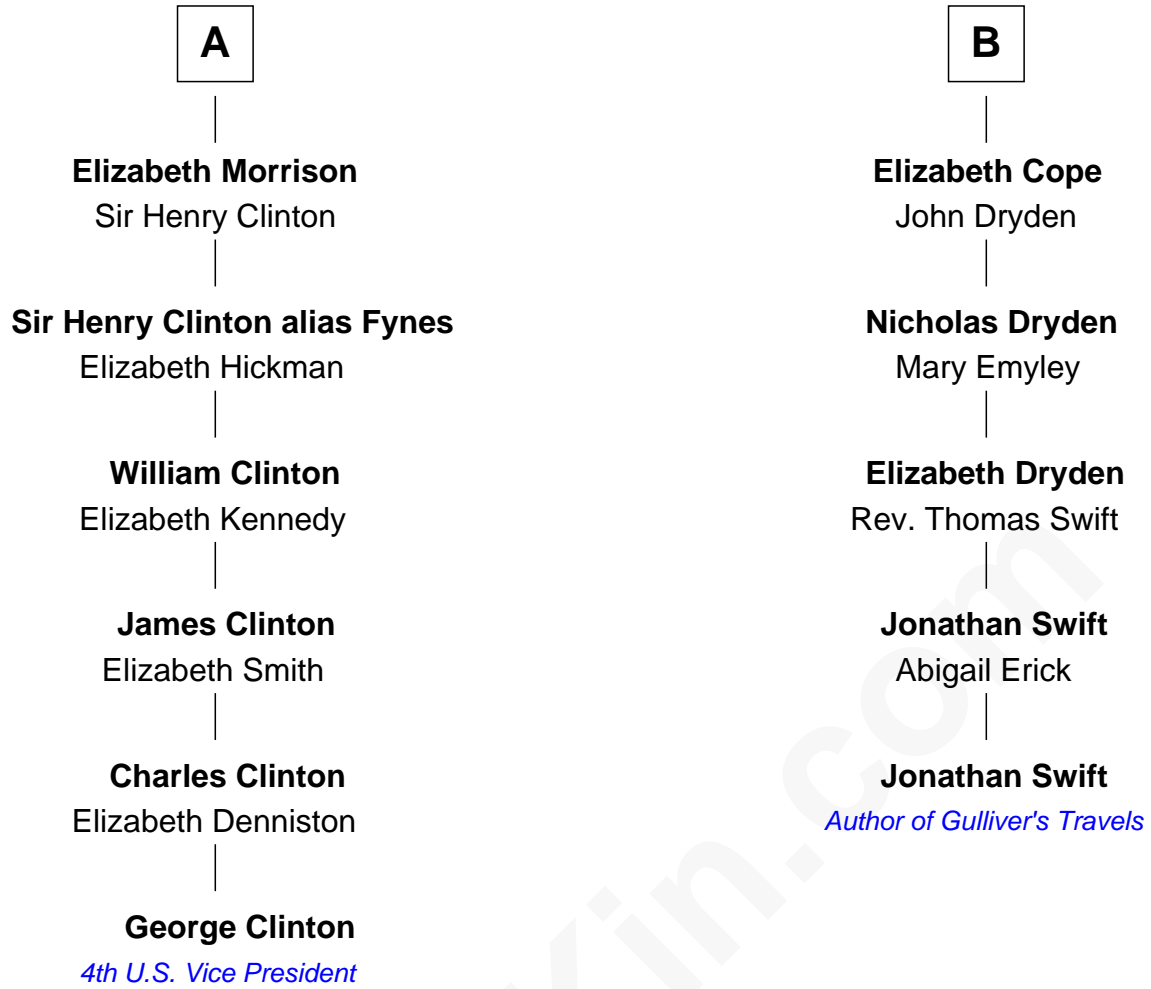 A
Elizabeth Morrison
Sir Henry Clinton
Sir Henry Clinton alias Fynes
Elizabeth Hickman
William Clinton
Elizabeth Kennedy
James Clinton
Elizabeth Smith
Charles Clinton
Elizabeth Denniston
George Clinton
4th U.S. Vice President
B
Elizabeth Cope
John Dryden
Nicholas Dryden
Mary Emyley
Elizabeth Dryden
Rev. Thomas Swift
Jonathan Swift
Abigail Erick
Jonathan Swift
Author of Gulliver's Travels